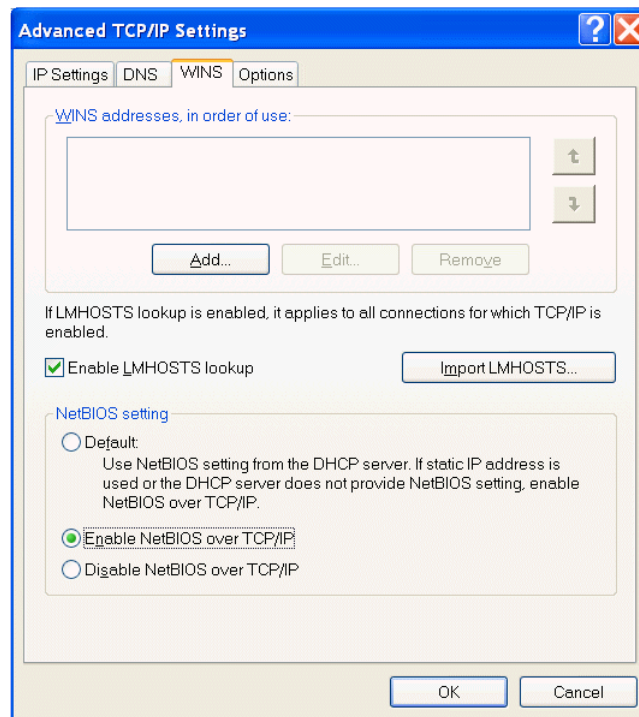 Advanced TCP/IP Settings
IP Settings DNS WINS Options
WINS addresses, in order of use:
Add... Edit... Remove
If LMHOSTS lookup is enabled, it applies to all connections for which TCP/IP is
enabled.
Enable LMHOSTS lookup Import LMHOSTS...
NetBIOS setting
Default:
Use NetBIOS setting from the DHCP server. If static IP address is
used or the DHCP server does not provide NetBIOS setting, enable
NetBIOS over TCP/IP.
Enable NetBIOS over TCP/IP
Disable NetBIOS over TCP/IP
OK Cancel